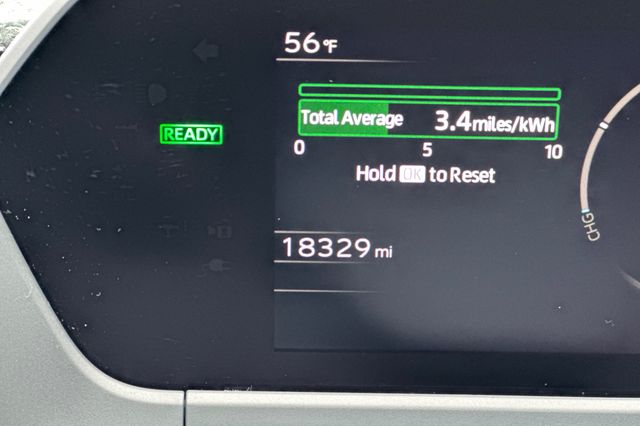 56°F
READY
Total Average 3.4 miles/kWh
0 5 10
Hold OK to Reset
18329 mi
CHG